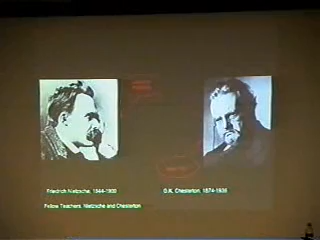 Friedrich Nietzsche, 1844-1900
G.K. Chesterton, 1874-1936
Fellow Teachers: Nietzsche and Chesterton